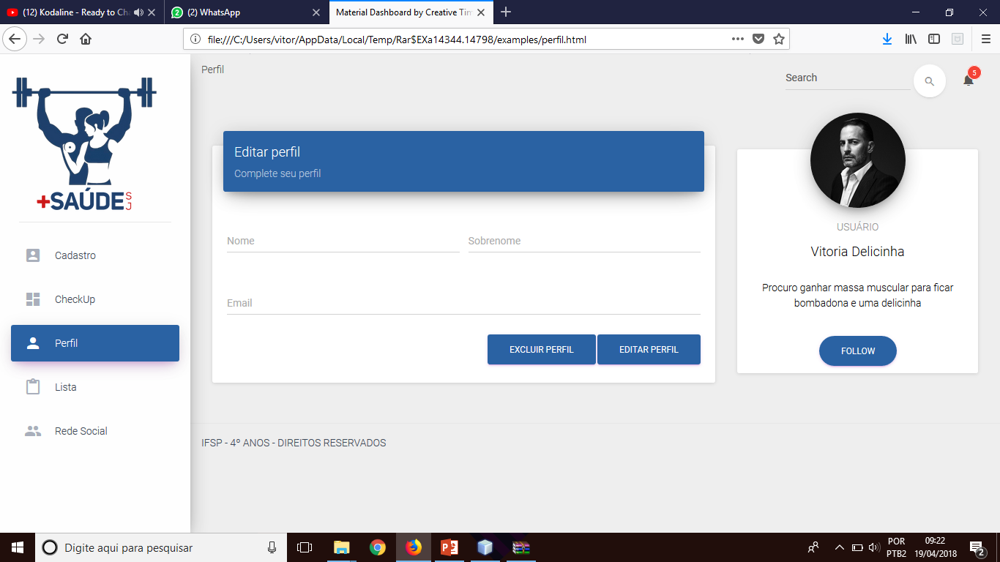 (12) Kodaline - Ready to Cha
(2) WhatsApp
Material Dashboard by Creative Tim
file:///C:/Users/vitor/AppData/Local/Temp/Rar$EXa14344.14798/examples/perfil.html
+SAÚDE SJ
Cadastro
CheckUp
Perfil
Lista
Rede Social
Perfil
Search
5
Editar perfil
Complete seu perfil
Nome
Sobrenome
Email
EXCLUIR PERFIL
EDITAR PERFIL
USUÁRIO
Vitoria Delicinha
Procuro ganhar massa muscular para ficar
bombadona e uma delicinha
FOLLOW
IFSP - 4º ANOS - DIREITOS RESERVADOS
Digite aqui para pesquisar
POR
PTB2
09:22
19/04/2018
2